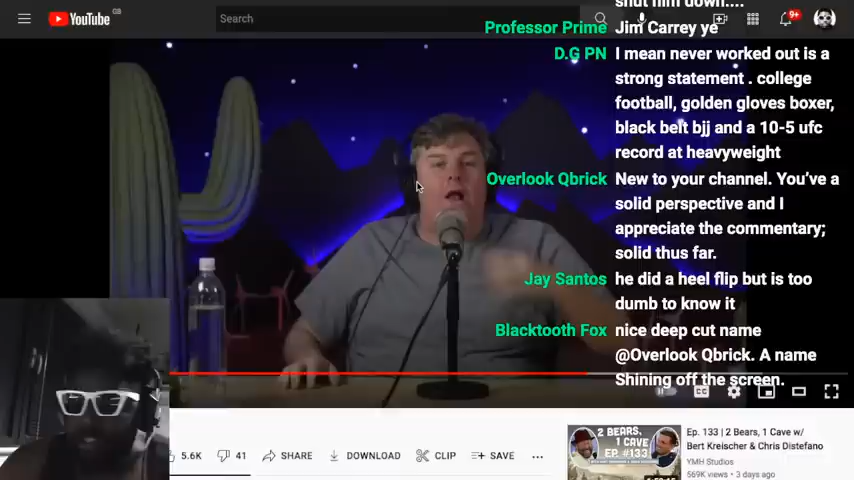 shut him down....
YouTube GB
Search
9+
Professor Prime Jim Carrey ye
D.G PN I mean never worked out is a
strong statement . college
football, golden gloves boxer,
black belt bjj and a 10-5 ufc
record at heavyweight
Overlook Qbrick New to your channel. You've a
solid perspective and I
appreciate the commentary;
solid thus far.
Jay Santos he did a heel flip but is too
dumb to know it
Blacktooth Fox nice deep cut name
@Overlook Qbrick. A name
Shining off the screen.
CC
5.6K 41 SHARE DOWNLOAD CLIP SAVE
2 BEARS,
1 CAVE
EP. #133
Ep. 133 | 2 Bears, 1 Cave w/
Bert Kreischer & Chris Distefano
YMH Studios
569K views • 3 days ago